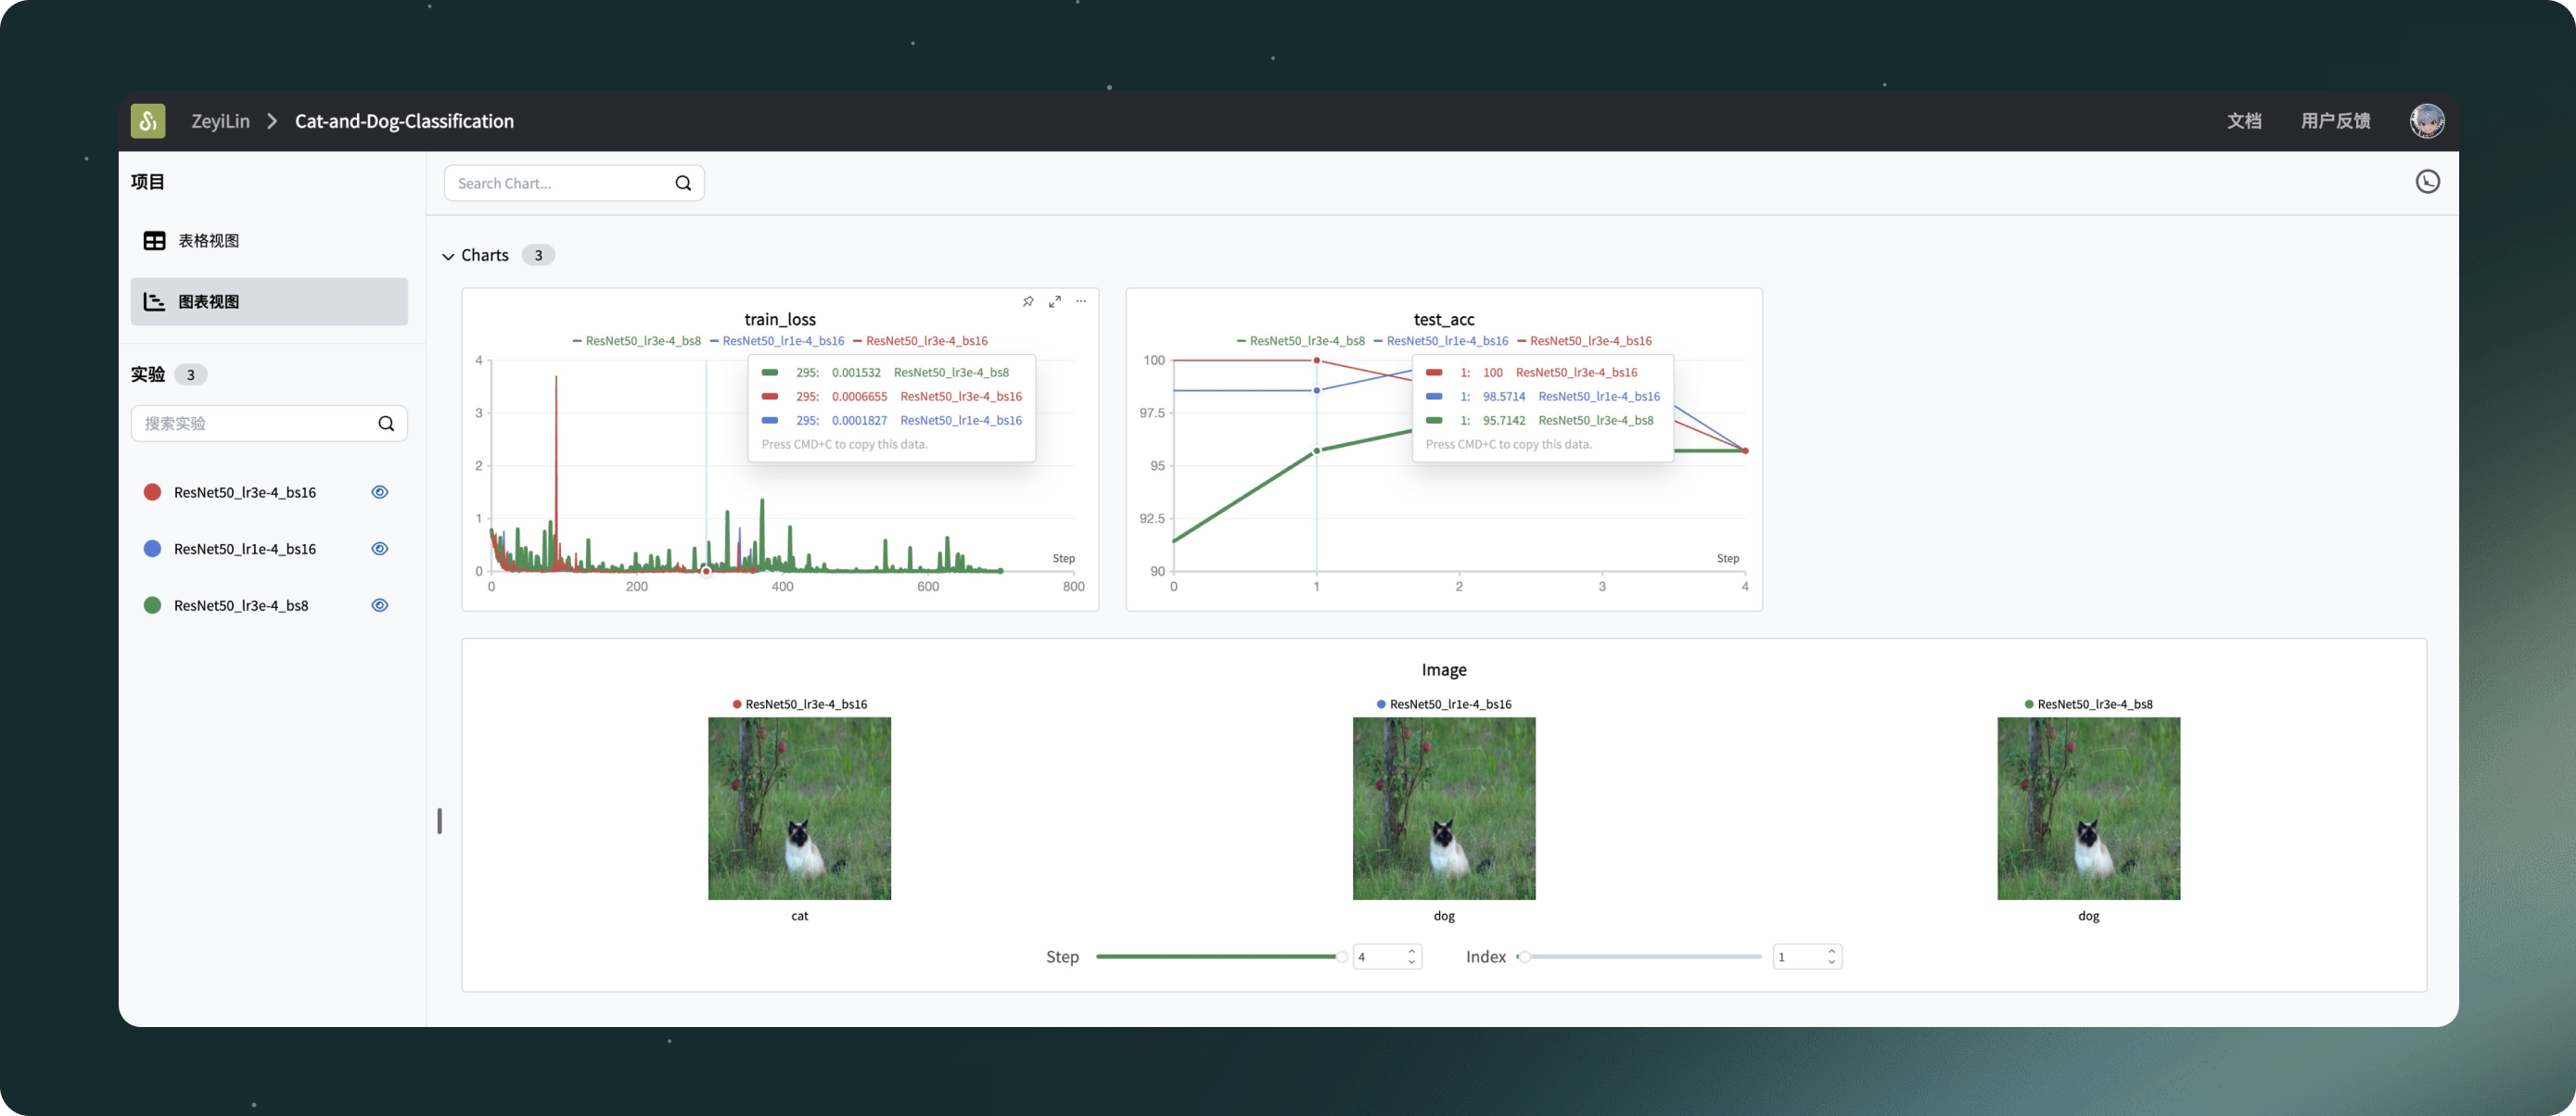 ZeyiLin > Cat-and-Dog-Classification 文档 用户反馈
项目
表格视图
图表视图
实验 3
搜索实验
ResNet50_lr3e-4_bs16
ResNet50_lr1e-4_bs16
ResNet50_lr3e-4_bs8
Search Chart...
Charts 3
train_loss
ResNet50_lr3e-4_bs8 ResNet50_lr1e-4_bs16 ResNet50_lr3e-4_bs16
4
3
2
1
0
295: 0.001532 ResNet50_lr3e-4_bs8
295: 0.0006655 ResNet50_lr3e-4_bs16
295: 0.0001827 ResNet50_lr1e-4_bs16
Press CMD+C to copy this data.
Step
0 200 400 600 800
test_acc
ResNet50_lr3e-4_bs8 ResNet50_lr1e-4_bs16 ResNet50_lr3e-4_bs16
100
97.5
95
92.5
90
1: 100 ResNet50_lr3e-4_bs16
1: 98.5714 ResNet50_lr1e-4_bs16
1: 95.7142 ResNet50_lr3e-4_bs8
Press CMD+C to copy this data.
Step
0 1 2 3 4
Image
ResNet50_lr3e-4_bs16 ResNet50_lr1e-4_bs16 ResNet50_lr3e-4_bs8
cat dog dog
Step 4 Index 1